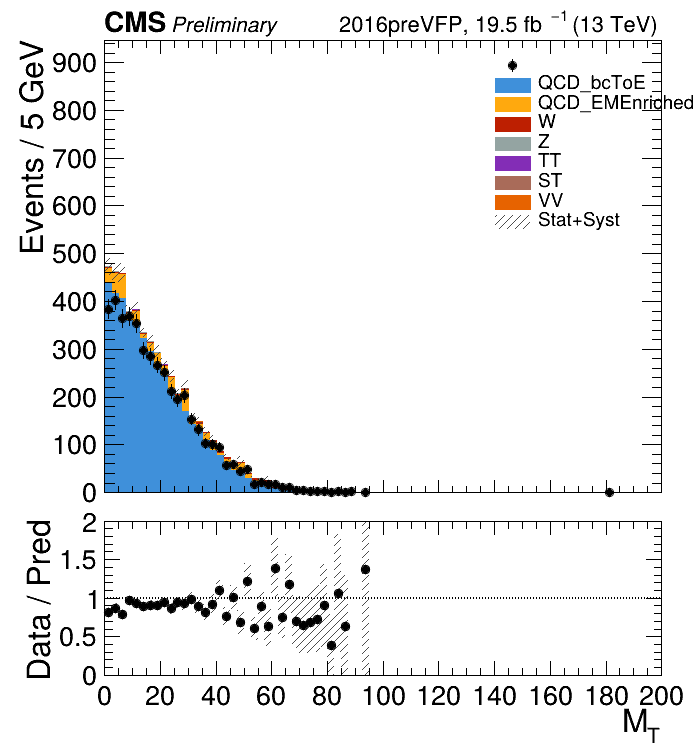 CMS Preliminary 2016preVFP, 19.5 fb⁻¹ (13 TeV)
Events / 5 GeV
900
800
700
600
500
400
300
200
100
0
QCD_bcToE
QCD_EMEnriched
W
Z
TT
ST
VV
Stat+Syst
Data / Pred
2
1.5
1
0.5
0
0 20 40 60 80 100 120 140 160 180 200
M_T